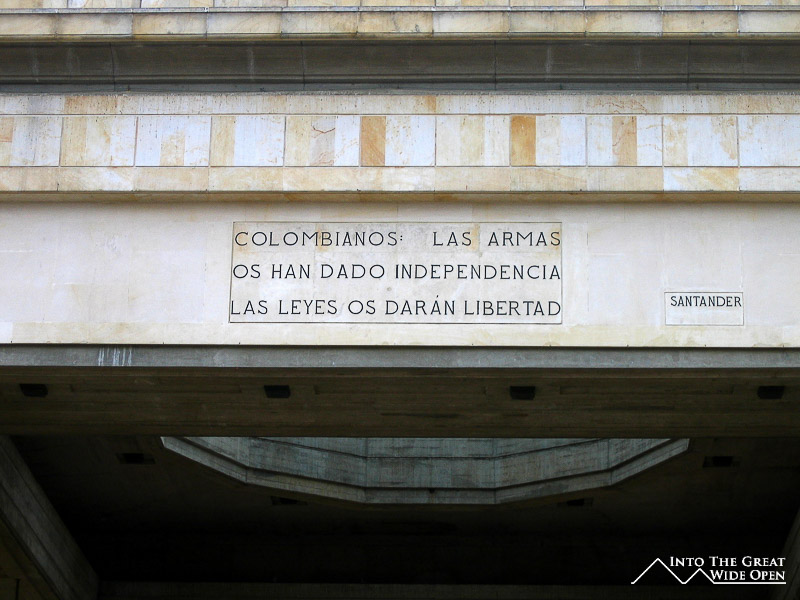 COLOMBIANOS: LAS ARMAS
OS HAN DADO INDEPENDENCIA
LAS LEYES OS DARÁN LIBERTAD
SANTANDER
INTO THE GREAT
WIDE OPEN